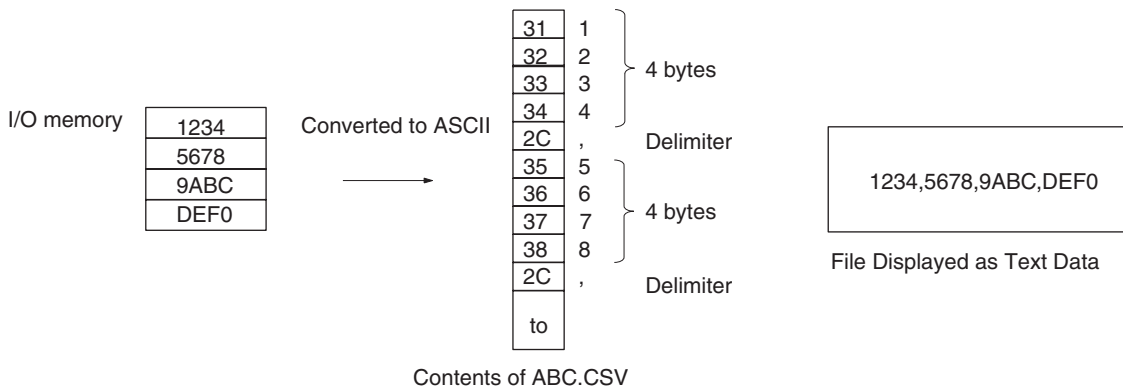 I/O memory
1234
5678
9ABC
DEF0
Converted to ASCII
31 1
32 2
33 3
34 4
2C ,
35 5
36 6
37 7
38 8
2C ,
to
4 bytes
Delimiter
4 bytes
Delimiter
Contents of ABC.CSV
1234,5678,9ABC,DEF0
File Displayed as Text Data